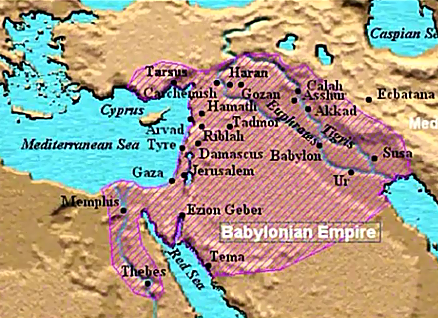 Caspian Sea
Tarsus
Haran
Carchemish
Gozan
Calah
Asshur
Ecbatana
Cyprus
Hamath
Akkad
Med
Arvad
Tadmor
Euphrates
Tigris
Mediterranean Sea
Riblah
Tyre
Damascus
Babylon
Susa
Gaza
Jerusalem
Ur
Memplus
Ezion Geber
Babylonian Empire
Thebes
Red Sea
Tema